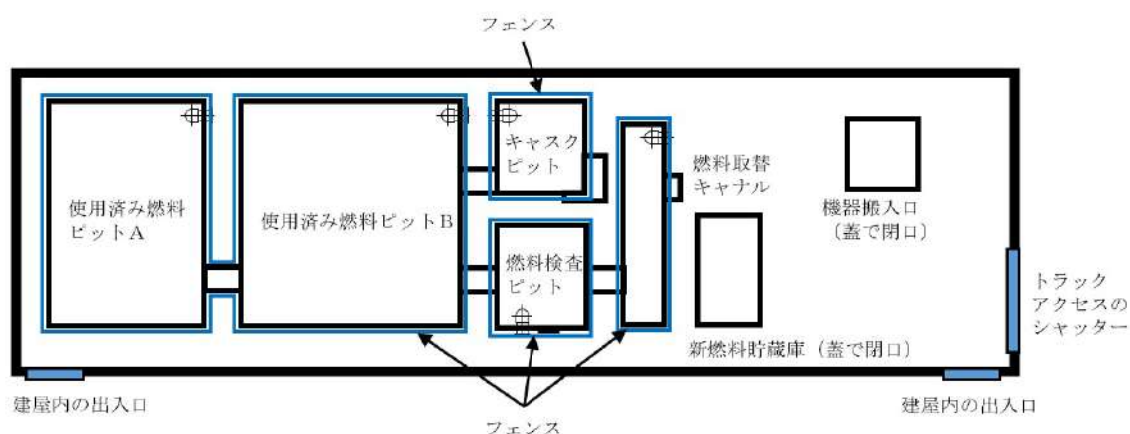 フェンス
キャスク
ピット
燃料取替
キャナル
使用済み燃料
ピットA
使用済み燃料ピットB
機器搬入口
（蓋で閉口）
燃料検査
ピット
トラック
アクセスの
シャッター
新燃料貯蔵庫（蓋で閉口）
建屋内の出入口
建屋内の出入口
フェンス